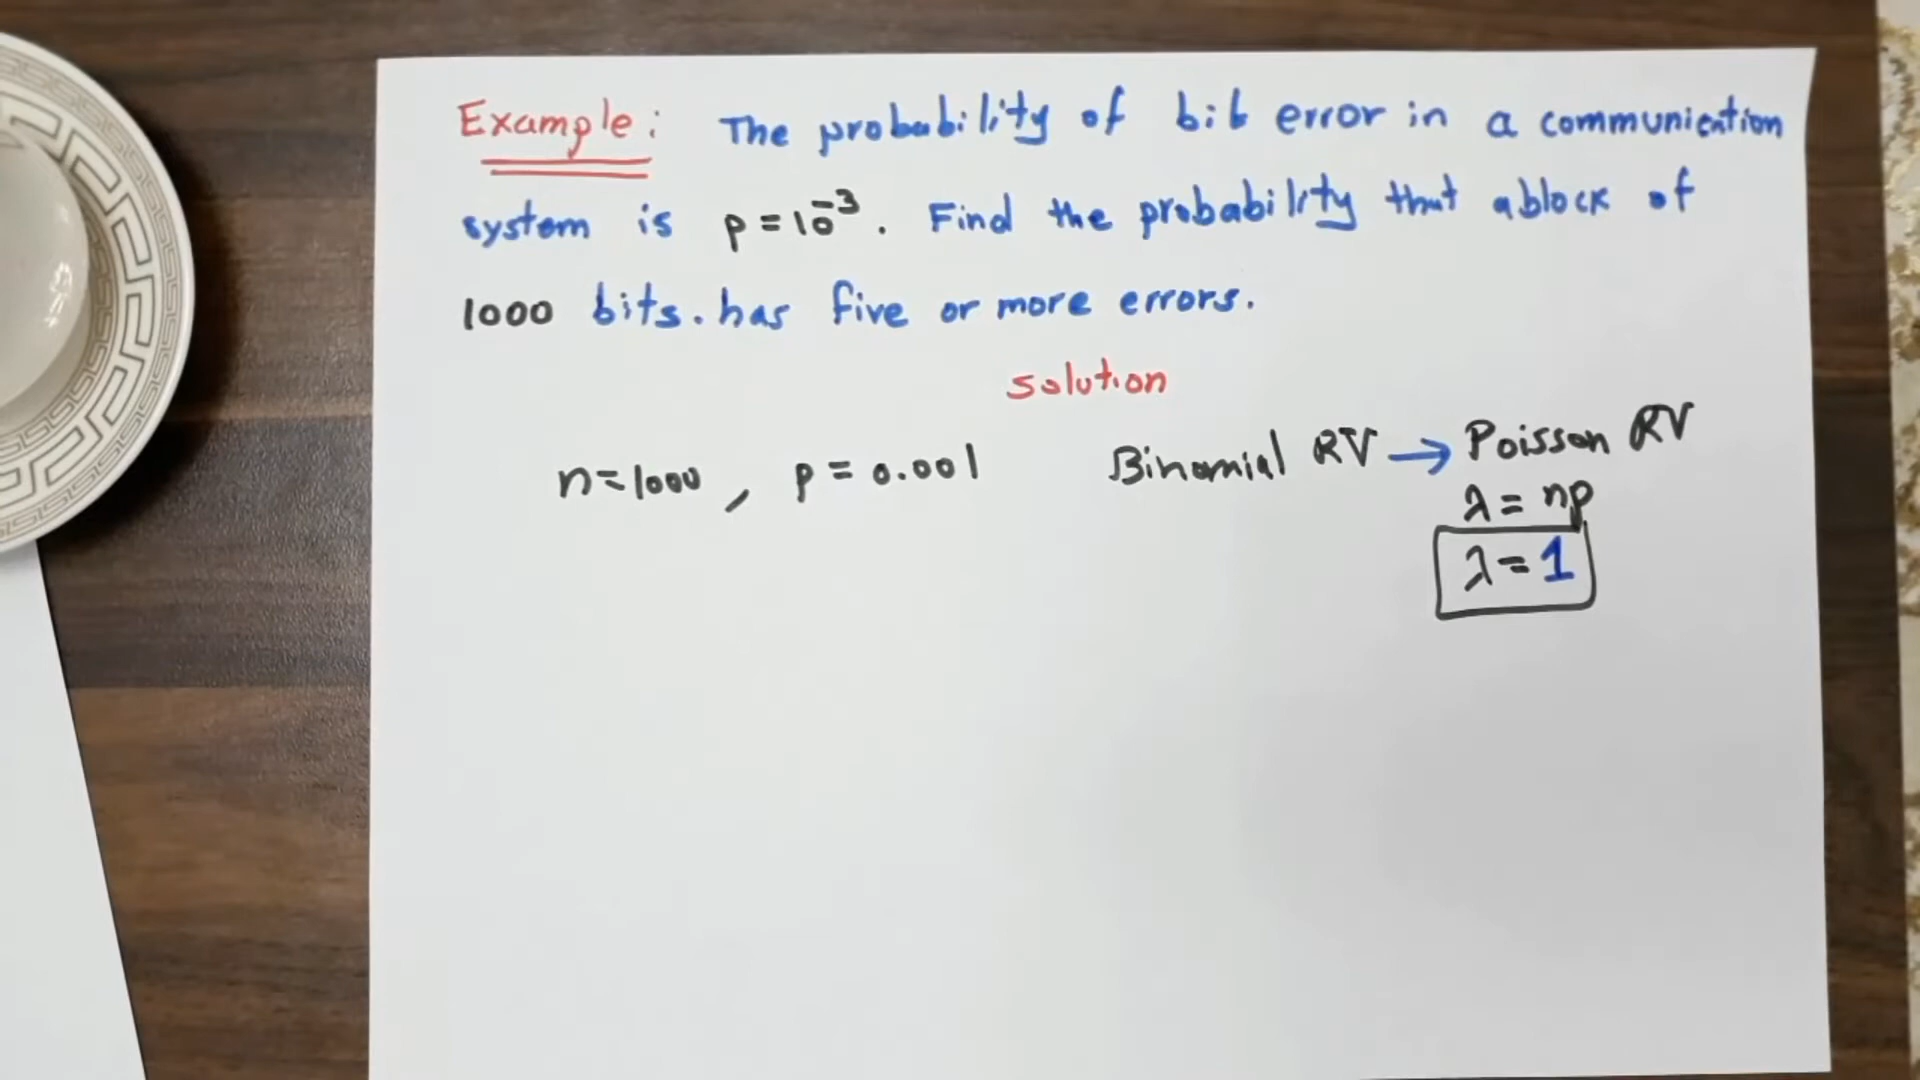 Example: The probability of bit error in a communication
system is p = 10⁻³. Find the probability that a block of
1000 bits. has five or more errors.
solution
n=1000, p = 0.001 Binomial RV → Poisson RV
λ = np
λ = 1